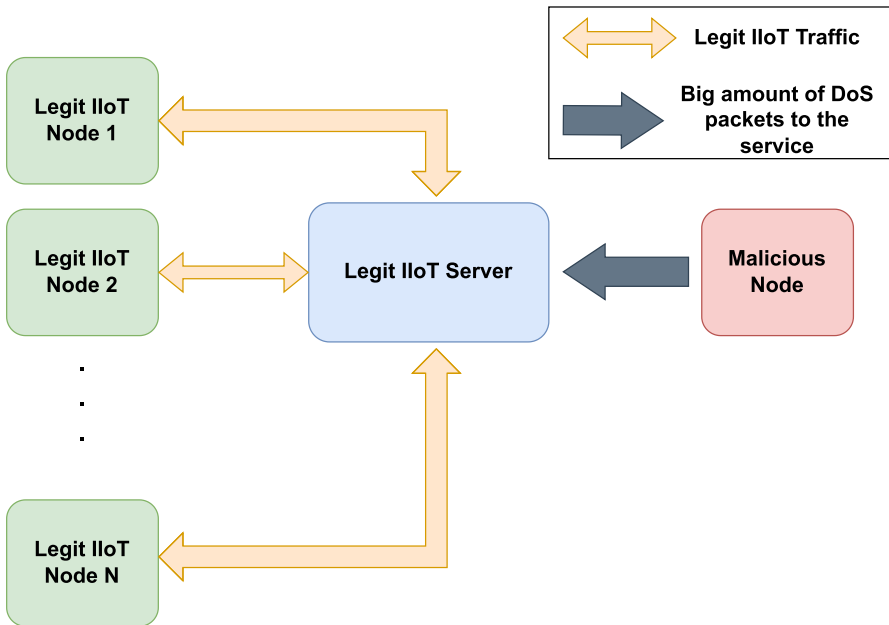 Legit IIoT Traffic
Big amount of DoS
packets to the
service
Legit IIoT
Node 1
Legit IIoT
Node 2
Legit IIoT Server
Malicious
Node
.
.
.
Legit IIoT
Node N